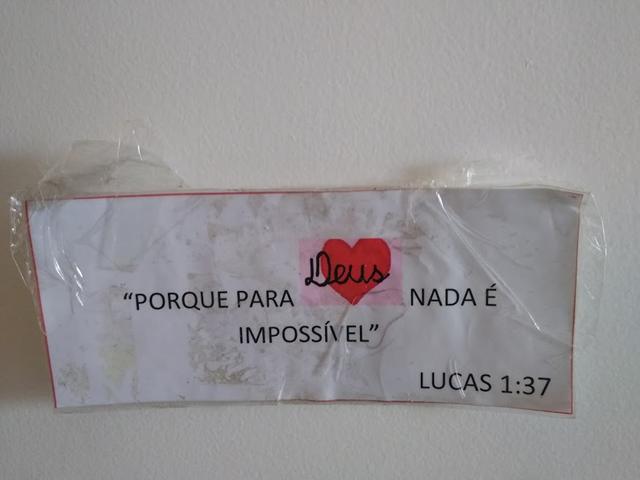 “PORQUE PARA Deus NADA É
IMPOSSÍVEL”
LUCAS 1:37